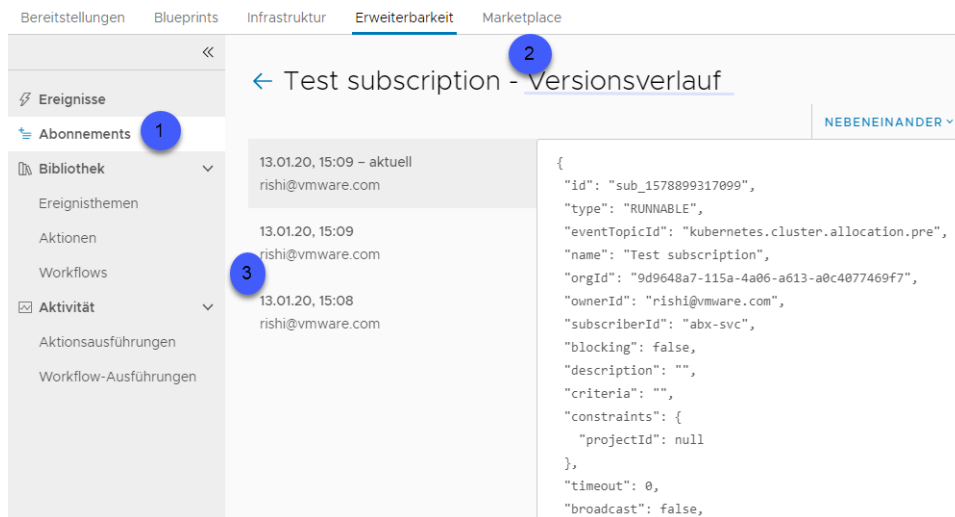 Bereitstellungen Blueprints Infrastruktur Erweiterbarkeit Marketplace
«
2
← Test subscription - Versionsverlauf
Ereignisse
Abonnements 1
Bibliothek
Ereignisthemen
Aktionen
Workflows
Aktivität
Aktionsausführungen
Workflow-Ausführungen
NEBENEINANDER
13.01.20, 15:09 – aktuell
rishi@vmware.com
13.01.20, 15:09
rishi@vmware.com
3
13.01.20, 15:08
rishi@vmware.com
{
"id": "sub_1578899317099",
"type": "RUNNABLE",
"eventTopicId": "kubernetes.cluster.allocation.pre",
"name": "Test subscription",
"orgId": "9d9648a7-115a-4a06-a613-a0c4077469f7",
"ownerId": "rishi@vmware.com",
"subscriberId": "abx-svc",
"blocking": false,
"description": "",
"criteria": "",
"constraints": {
"projectId": null
},
"timeout": 0,
"broadcast": false,